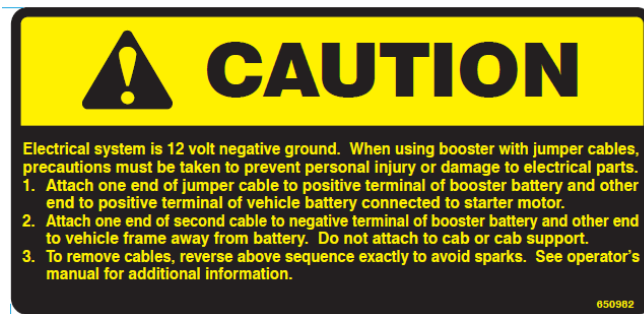 CAUTION
Electrical system is 12 volt negative ground. When using booster with jumper cables,
precautions must be taken to prevent personal injury or damage to electrical parts.
1. Attach one end of jumper cable to positive terminal of booster battery and other
end to positive terminal of vehicle battery connected to starter motor.
2. Attach one end of second cable to negative terminal of booster battery and other end
to vehicle frame away from battery. Do not attach to cab or cab support.
3. To remove cables, reverse above sequence exactly to avoid sparks. See operator's
manual for additional information.
650982